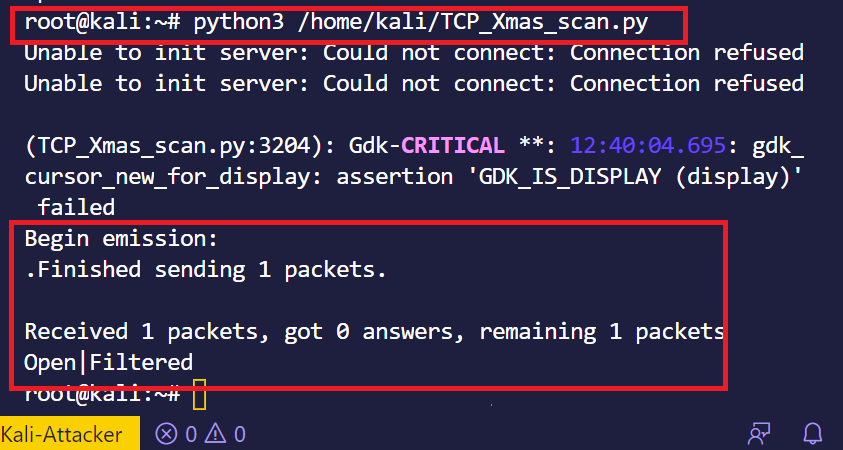 root@kali:~# python3 /home/kali/TCP_Xmas_scan.py
Unable to init server: Could not connect: Connection refused
Unable to init server: Could not connect: Connection refused
(TCP_Xmas_scan.py:3204): Gdk-CRITICAL **: 12:40:04.695: gdk_
cursor_new_for_display: assertion 'GDK_IS_DISPLAY (display)'
failed
Begin emission:
.Finished sending 1 packets.
Received 1 packets, got 0 answers, remaining 1 packets
Open|Filtered
root@kali:~#
Kali-Attacker 0 0